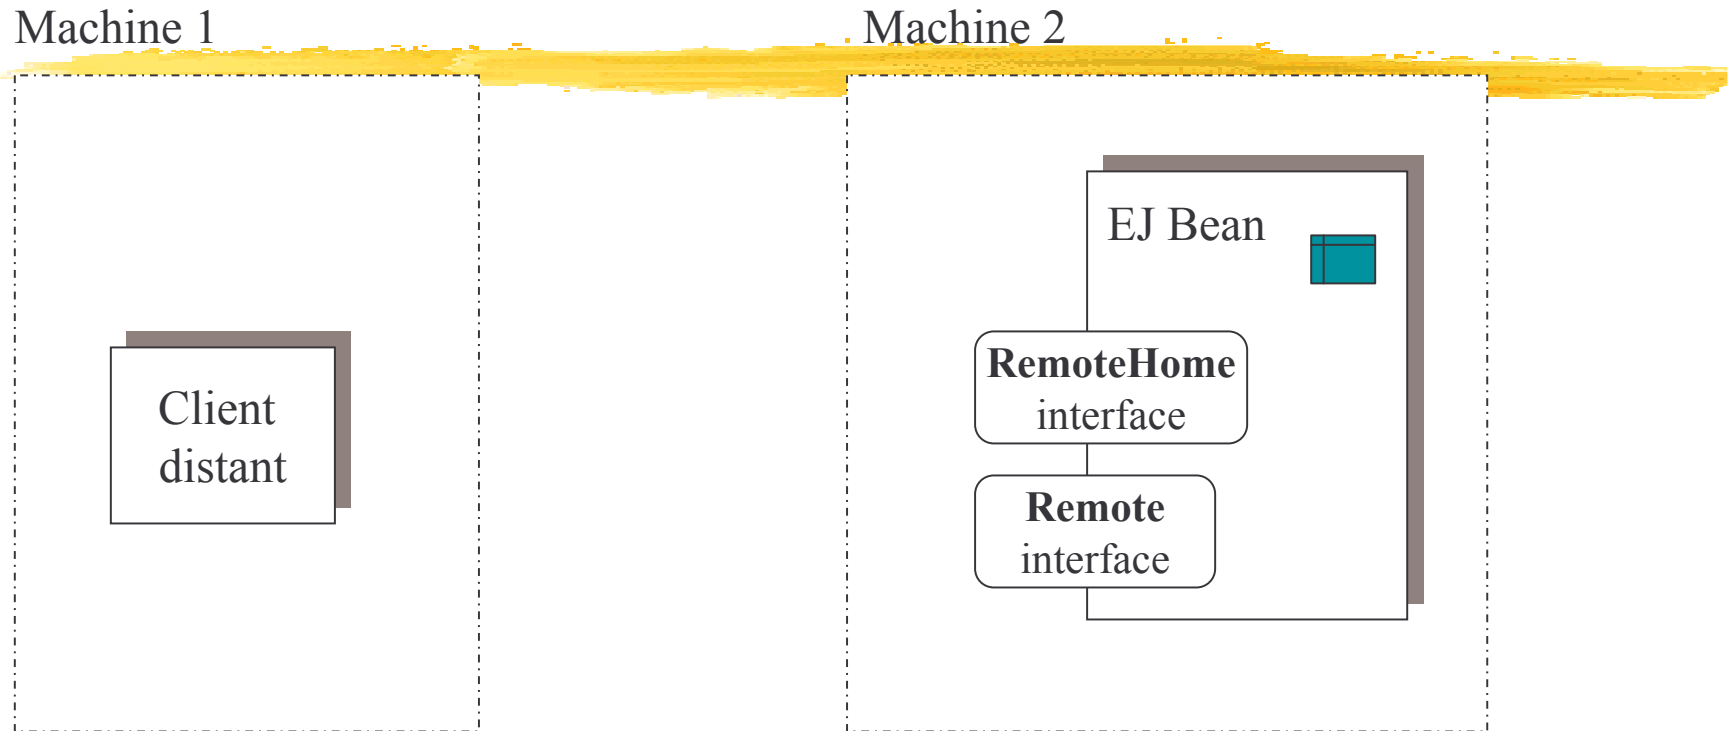 Machine 1
Machine 2
Client
distant
EJ Bean
RemoteHome
interface
Remote
interface